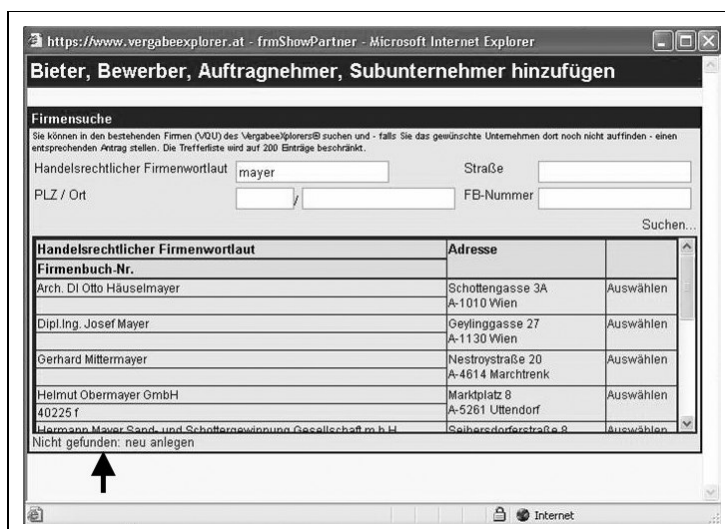 https://www.vergabeexplorer.at - frmShowPartner - Microsoft Internet Explorer
Bieter, Bewerber, Auftragnehmer, Subunternehmer hinzufügen
Firmensuche
Sie können in den bestehenden Firmen (VQU) des VergabeeXplorers® suchen und - falls Sie das gewünschte Unternehmen dort noch nicht auffinden - einen
entsprechenden Antrag stellen. Die Trefferliste wird auf 200 Einträge beschränkt.
Handelsrechtlicher Firmenwortlaut mayer Straße
PLZ / Ort / FB-Nummer
Suchen...
Handelsrechtlicher Firmenwortlaut Adresse
Firmenbuch-Nr.
Arch. DI Otto Häuselmayer Schottengasse 3A Auswählen
A-1010 Wien
Dipl.Ing. Josef Mayer Geylinggasse 27 Auswählen
A-1130 Wien
Gerhard Mittermayer Nestroystraße 20 Auswählen
A-4614 Marchtrenk
Helmut Obermayer GmbH Marktplatz 8 Auswählen
40225 f A-5261 Uttendorf
Hermann Mayer Sand- und Schottergewinnung Gesellschaft m.b.H. Seibersdorferstraße 8 Auswählen
Nicht gefunden: neu anlegen
Internet